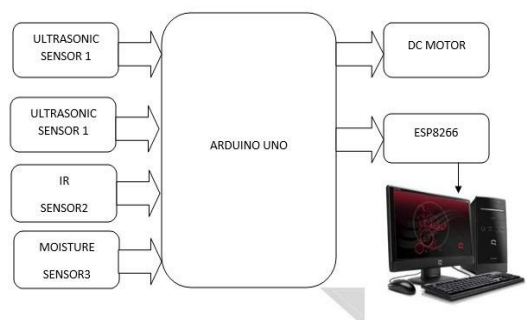 ULTRASONIC
SENSOR 1
ULTRASONIC
SENSOR 1
IR
SENSOR2
MOISTURE
SENSOR3
ARDUINO UNO
DC MOTOR
ESP8266